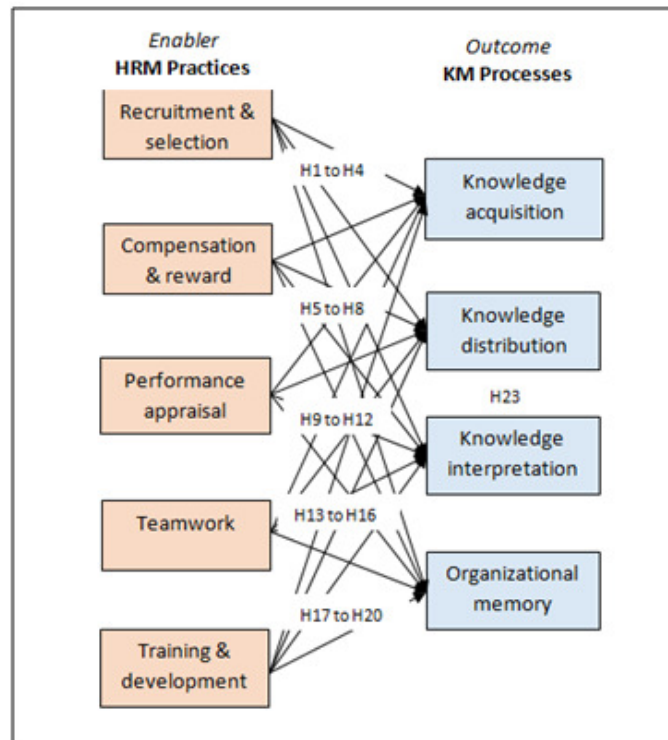 Enabler
HRM Practices
Outcome
KM Processes
Recruitment &
selection
H1 to H4
Knowledge
acquisition
Compensation
& reward
H5 to H8
Knowledge
distribution
Performance
appraisal
H23
H9 to H12
Knowledge
interpretation
Teamwork
H13 to H16
Organizational
memory
H17 to H20
Training &
development